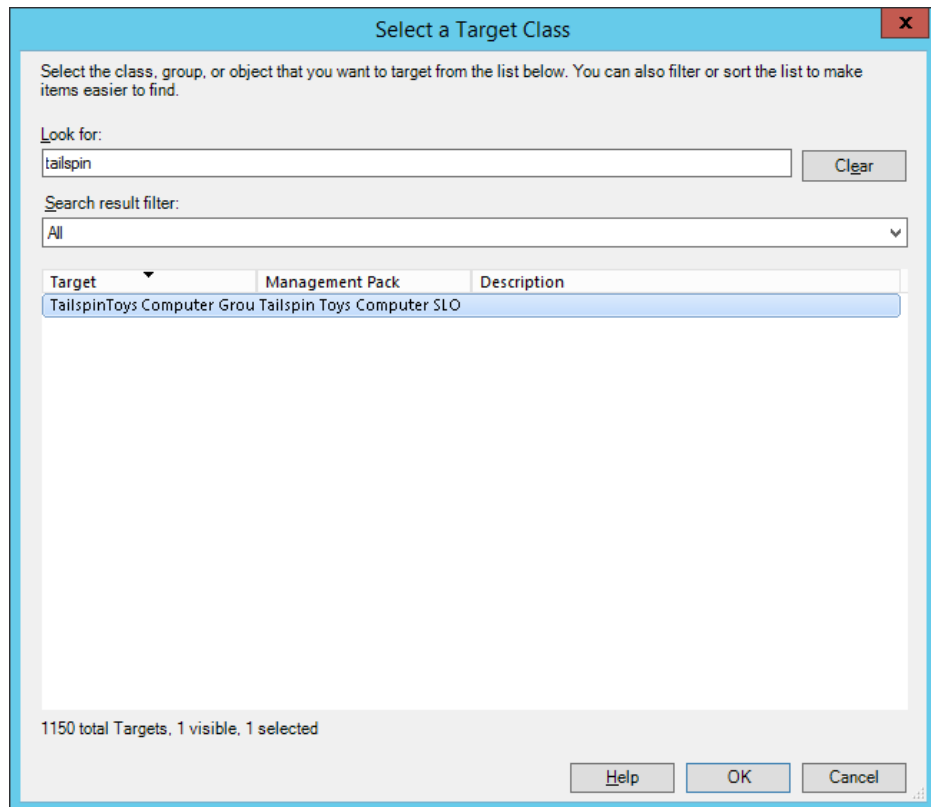 Select a Target Class
x
Select the class, group, or object that you want to target from the list below. You can also filter or sort the list to make
items easier to find.
Look for:
tailspin
Clear
Search result filter:
All
Target Management Pack Description
TailspinToys Computer Grou Tailspin Toys Computer SLO
1150 total Targets, 1 visible, 1 selected
Help OK Cancel